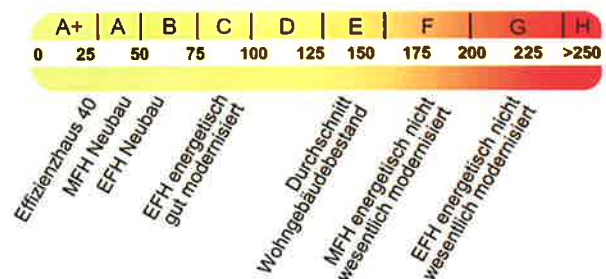 A+ A B C D E F G H
0 25 50 75 100 125 150 175 200 225 >250
Effizienzhaus 40
MFH Neubau
EFH Neubau
EFH energetisch
gut modernisiert
Durchschnitt
Wohngebäudebestand
MFH energetisch nicht
wesentlich modernisiert
EFH energetisch nicht
wesentlich modernisiert